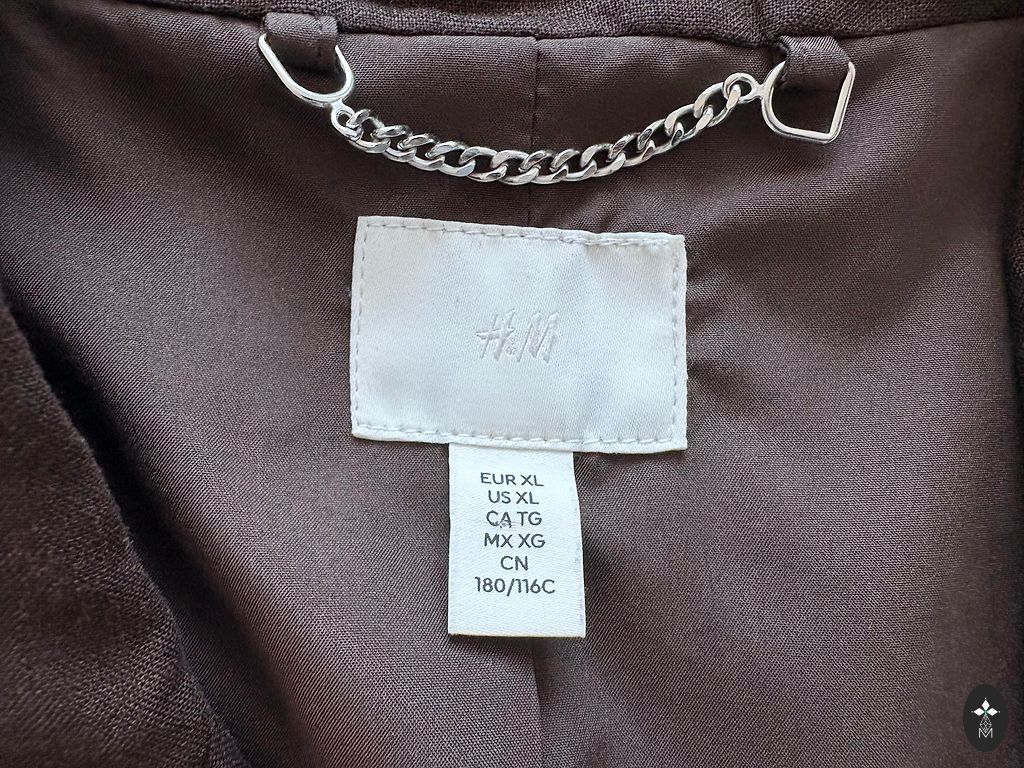 H&M
EUR XL
US XL
CA TG
MX XG
CN
180/116C
M